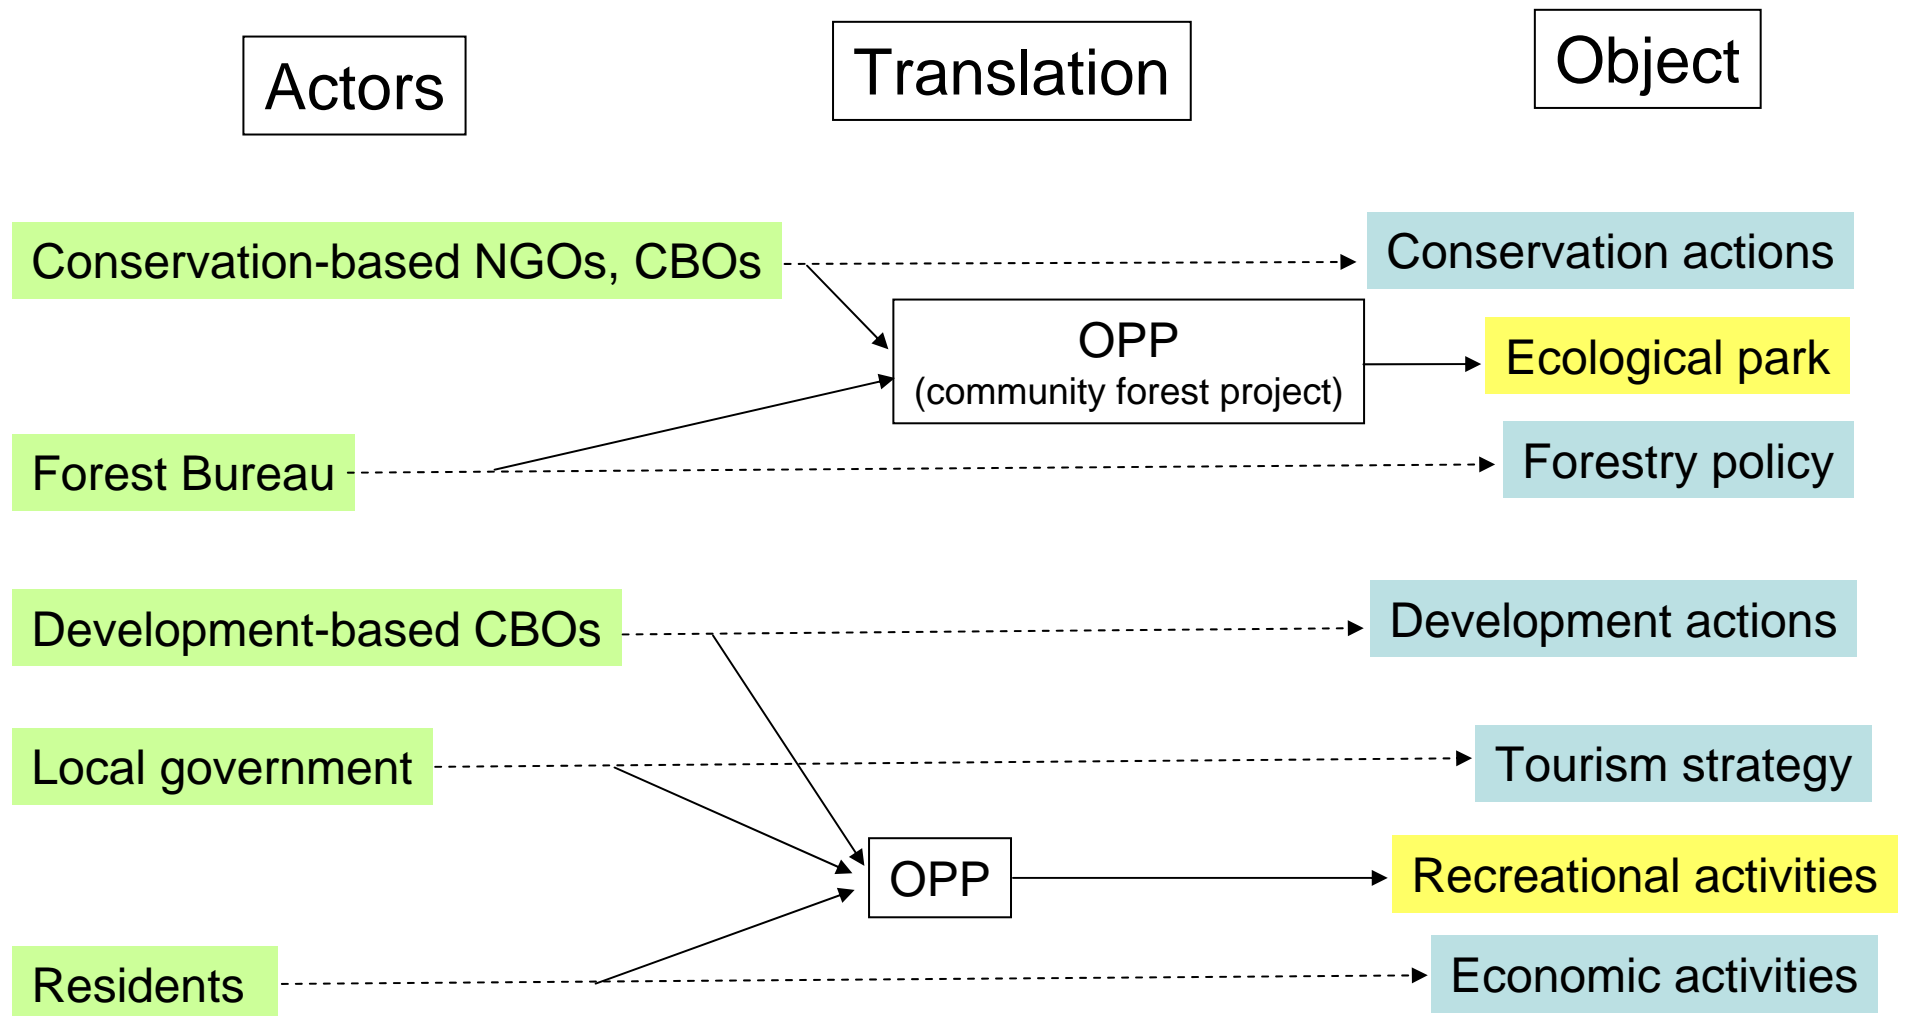 Actors
Translation
Object
Conservation-based NGOs, CBOs
Conservation actions
OPP
(community forest project)
Ecological park
Forest Bureau
Forestry policy
Development-based CBOs
Development actions
Local government
Tourism strategy
OPP
Recreational activities
Residents
Economic activities